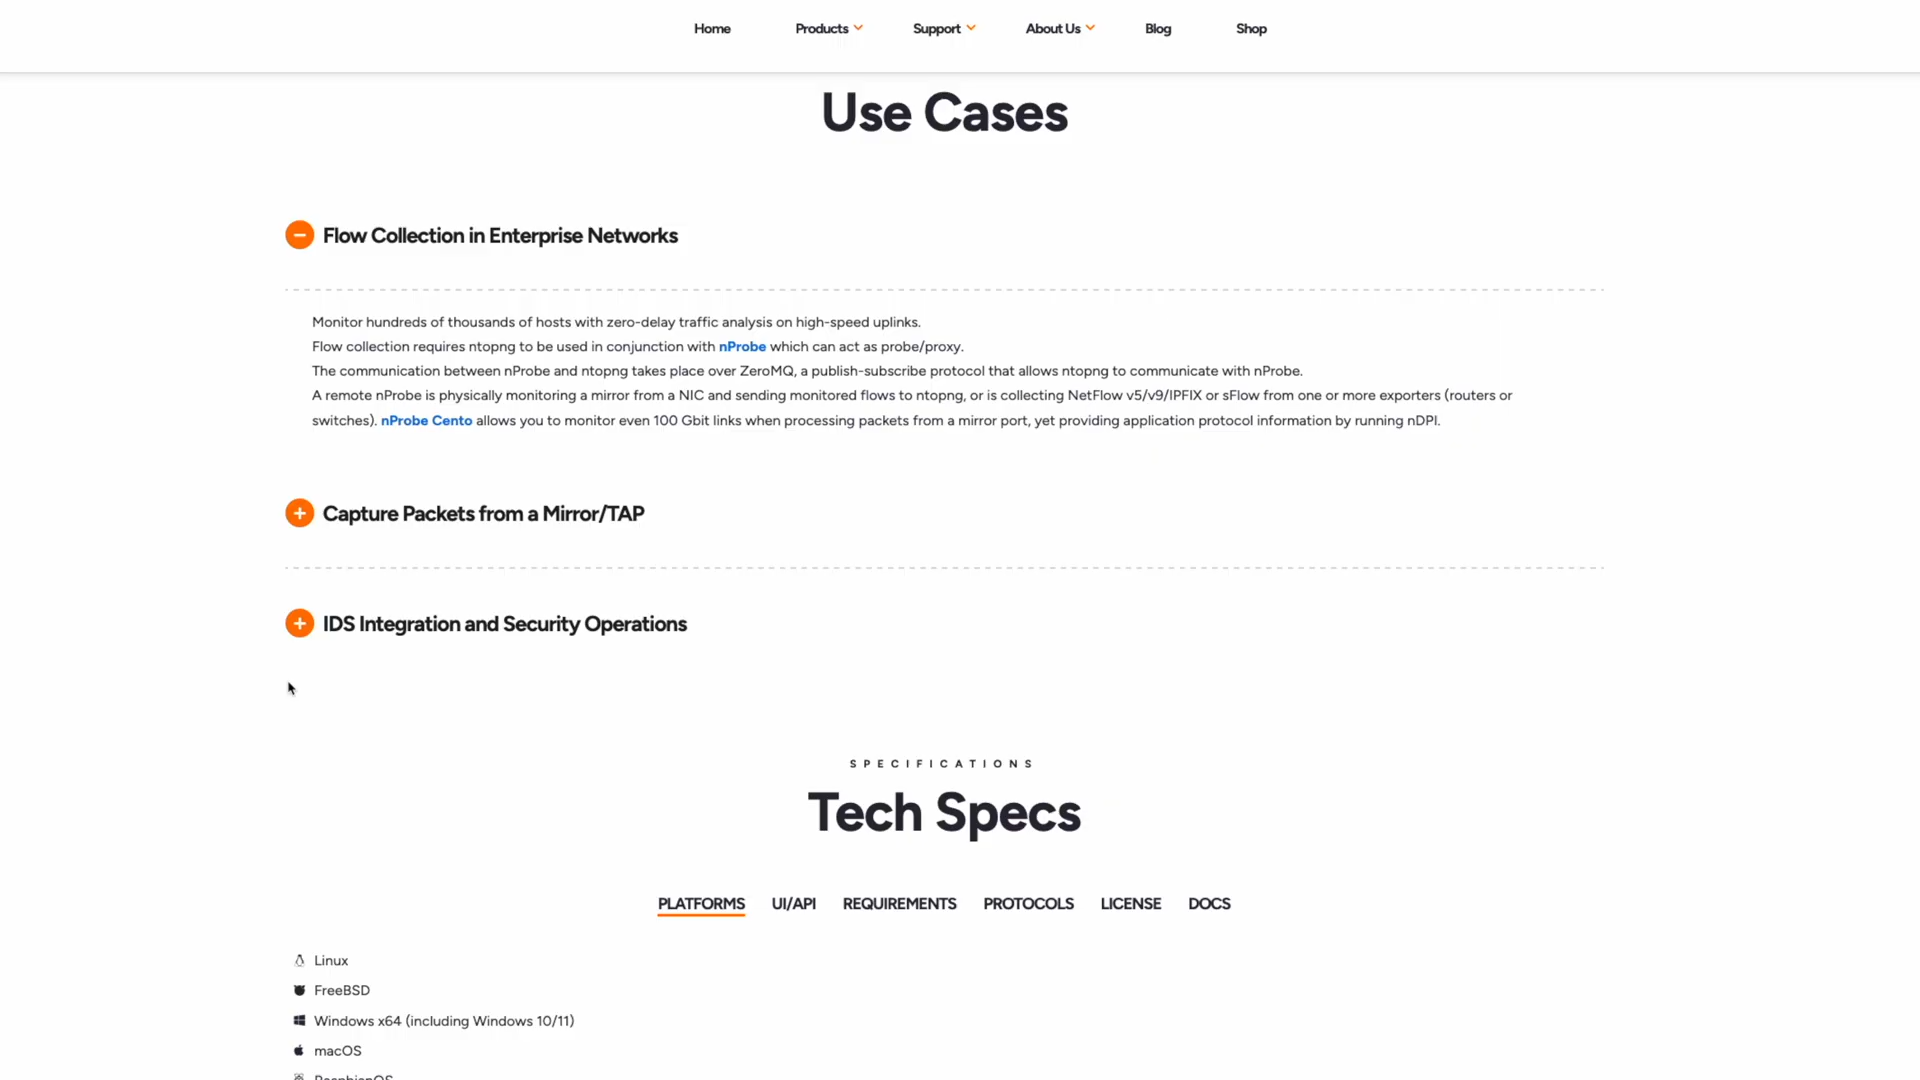 Home Products Support About Us Blog Shop
Use Cases
Flow Collection in Enterprise Networks
Monitor hundreds of thousands of hosts with zero-delay traffic analysis on high-speed uplinks.
Flow collection requires ntopng to be used in conjunction with nProbe which can act as probe/proxy.
The communication between nProbe and ntopng takes place over ZeroMQ, a publish-subscribe protocol that allows ntopng to communicate with nProbe.
A remote nProbe is physically monitoring a mirror from a NIC and sending monitored flows to ntopng, or is collecting NetFlow v5/v9/IPFIX or sFlow from one or more exporters (routers or
switches). nProbe Cento allows you to monitor even 100 Gbit links when processing packets from a mirror port, yet providing application protocol information by running nDPI.
Capture Packets from a Mirror/TAP
IDS Integration and Security Operations
SPECIFICATIONS
Tech Specs
PLATFORMS UI/API REQUIREMENTS PROTOCOLS LICENSE DOCS
Linux
FreeBSD
Windows x64 (including Windows 10/11)
macOS
RaspbianOS